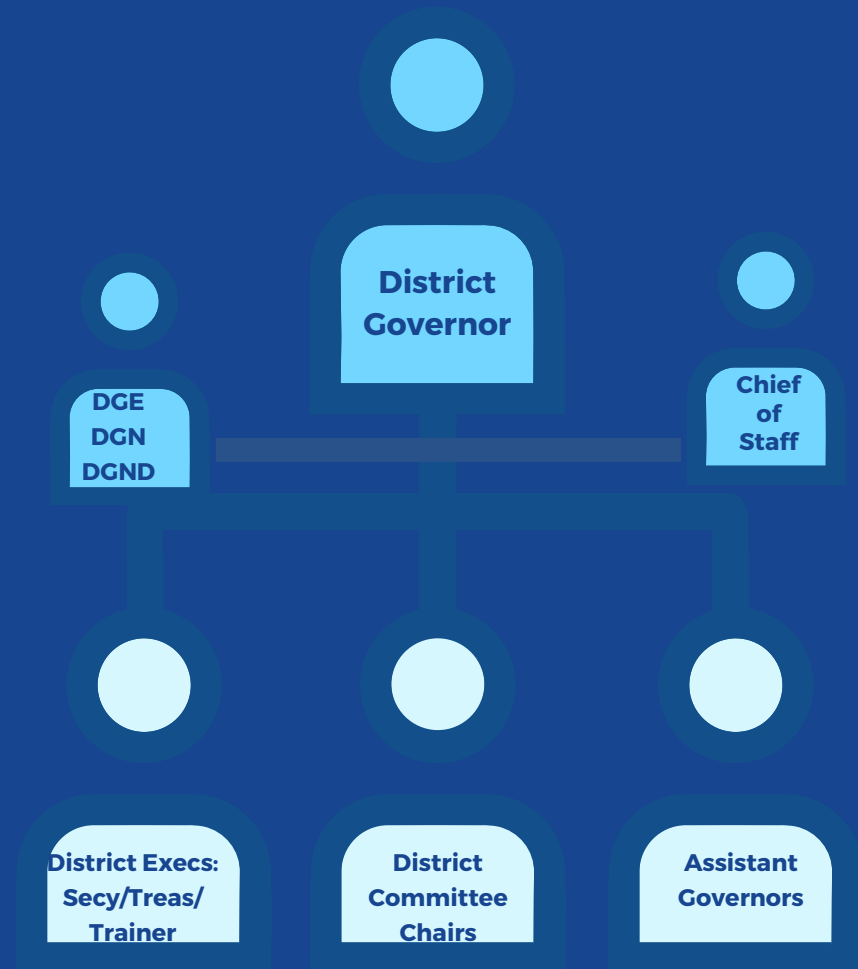 District
Governor
DGE
DGN
DGND
Chief
of
Staff
District Execs:
Secy/Treas/
Trainer
District
Committee
Chairs
Assistant
Governors